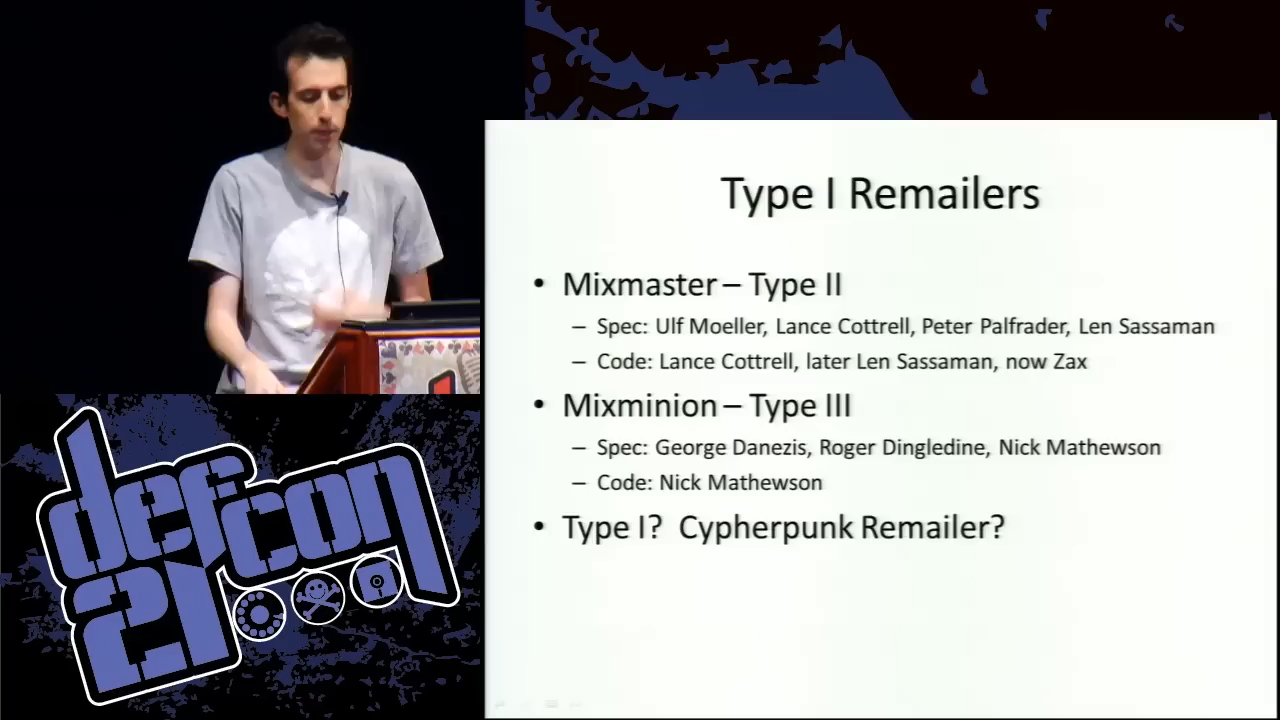 Type I Remailers
• Mixmaster – Type II
– Spec: Ulf Moeller, Lance Cottrell, Peter Palfrader, Len Sassaman
– Code: Lance Cottrell, later Len Sassaman, now Zax
• Mixminion – Type III
– Spec: George Danezis, Roger Dingledine, Nick Mathewson
– Code: Nick Mathewson
• Type I?  Cypherpunk Remailer?
defcon
21